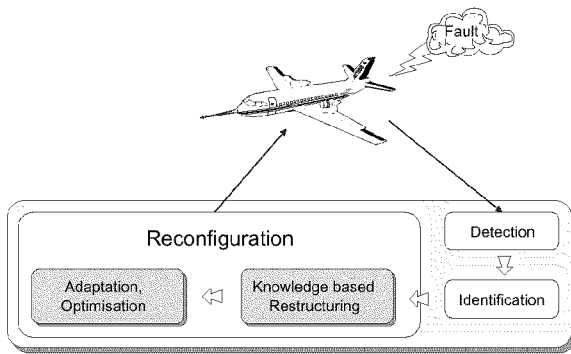 Fault
Reconfiguration
Detection
Adaptation,
Optimisation
Knowledge based
Restructuring
Identification